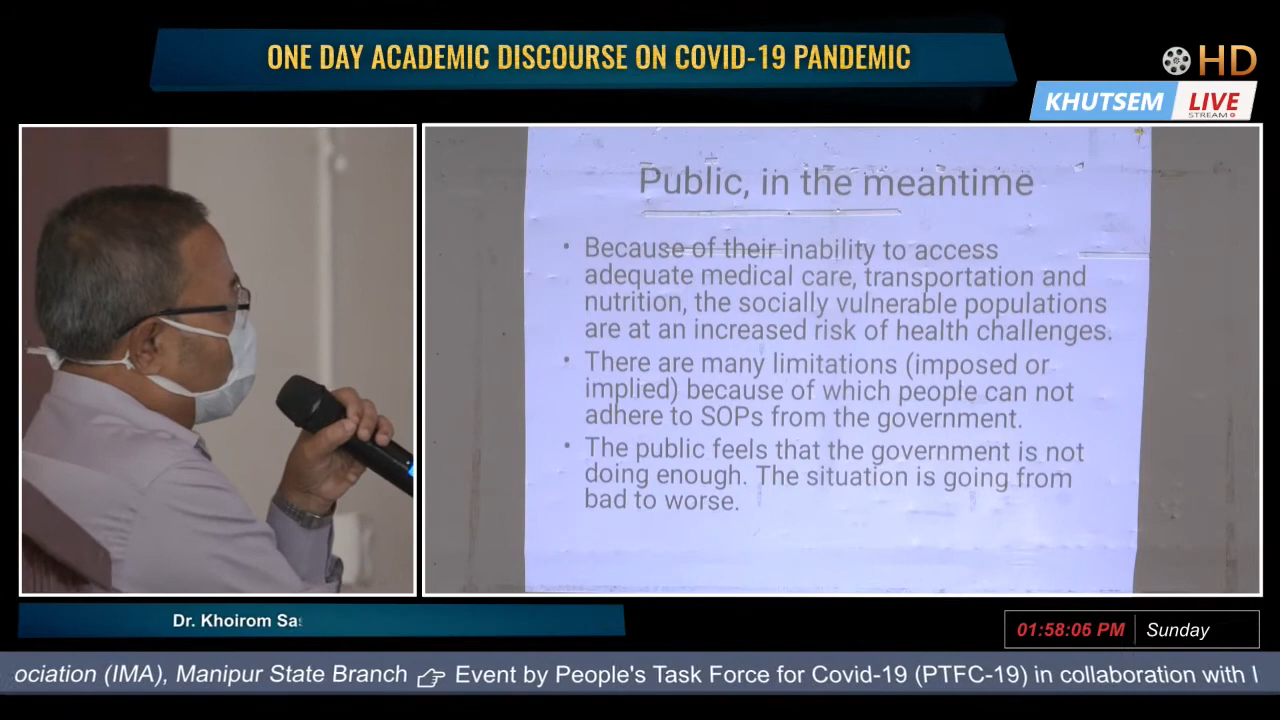 ONE DAY ACADEMIC DISCOURSE ON COVID-19 PANDEMIC
HD
KHUTSEM LIVE
STREAM
Public, in the meantime
• Because of their inability to access
adequate medical care, transportation and
nutrition, the socially vulnerable populations
are at an increased risk of health challenges.
• There are many limitations (imposed or
implied) because of which people can not
adhere to SOPs from the government.
• The public feels that the government is not
doing enough. The situation is going from
bad to worse.
Dr. Khoirom Sas
01:58:06 PM Sunday
ociation (IMA), Manipur State Branch Event by People's Task Force for Covid-19 (PTFC-19) in collaboration with